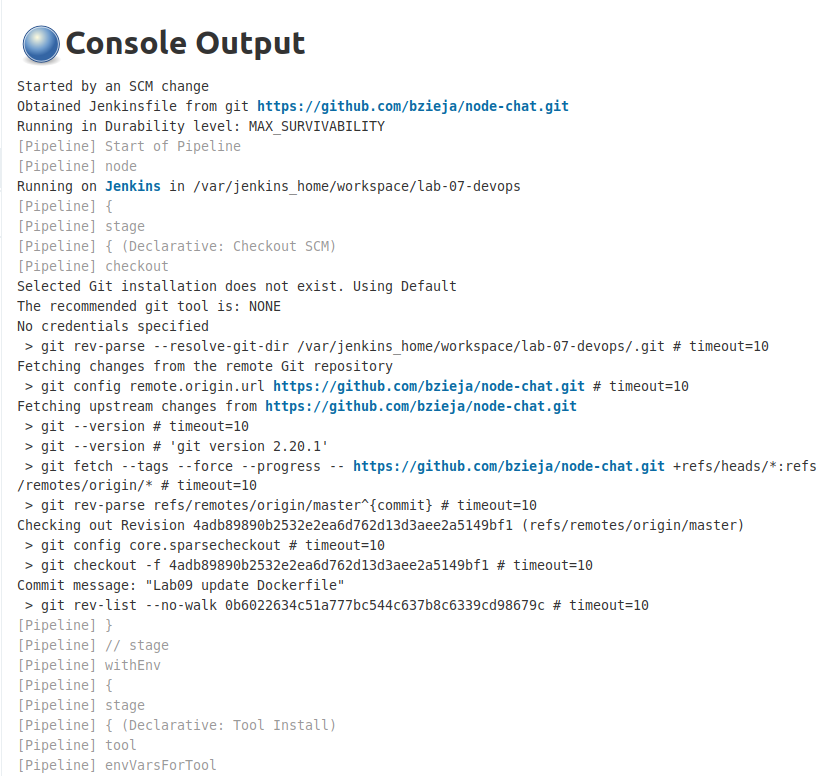 Console Output
Started by an SCM change
Obtained Jenkinsfile from git https://github.com/bzieja/node-chat.git
Running in Durability level: MAX_SURVIVABILITY
[Pipeline] Start of Pipeline
[Pipeline] node
Running on Jenkins in /var/jenkins_home/workspace/lab-07-devops
[Pipeline] {
[Pipeline] stage
[Pipeline] { (Declarative: Checkout SCM)
[Pipeline] checkout
Selected Git installation does not exist. Using Default
The recommended git tool is: NONE
No credentials specified
 > git rev-parse --resolve-git-dir /var/jenkins_home/workspace/lab-07-devops/.git # timeout=10
Fetching changes from the remote Git repository
 > git config remote.origin.url https://github.com/bzieja/node-chat.git # timeout=10
Fetching upstream changes from https://github.com/bzieja/node-chat.git
 > git --version # timeout=10
 > git --version # 'git version 2.20.1'
 > git fetch --tags --force --progress -- https://github.com/bzieja/node-chat.git +refs/heads/*:refs
/remotes/origin/* # timeout=10
 > git rev-parse refs/remotes/origin/master^{commit} # timeout=10
Checking out Revision 4adb89890b2532e2ea6d762d13d3aee2a5149bf1 (refs/remotes/origin/master)
 > git config core.sparsecheckout # timeout=10
 > git checkout -f 4adb89890b2532e2ea6d762d13d3aee2a5149bf1 # timeout=10
Commit message: "Lab09 update Dockerfile"
 > git rev-list --no-walk 0b6022634c51a777bc544c637b8c6339cd98679c # timeout=10
[Pipeline] }
[Pipeline] // stage
[Pipeline] withEnv
[Pipeline] {
[Pipeline] stage
[Pipeline] { (Declarative: Tool Install)
[Pipeline] tool
[Pipeline] envVarsForTool